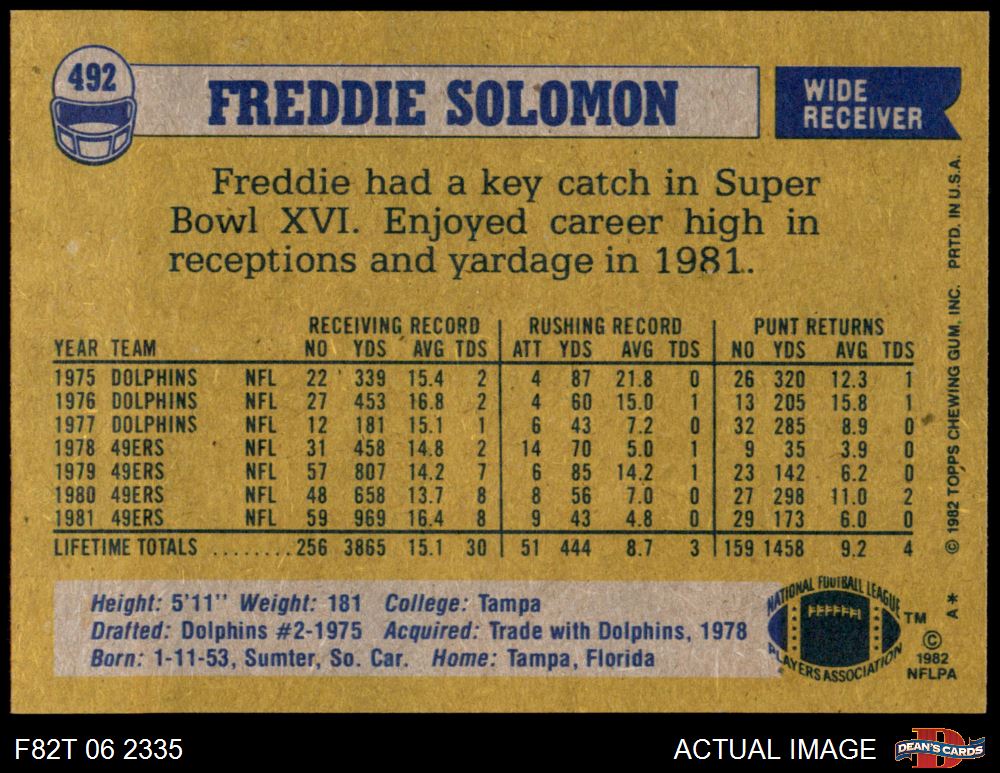 492
FREDDIE SOLOMON
WIDE
RECEIVER
Freddie had a key catch in Super
Bowl XVI. Enjoyed career high in
receptions and yardage in 1981.
RECEIVING RECORD RUSHING RECORD PUNT RETURNS
YEAR TEAM NO YDS AVG TDS ATT YDS AVG TDS NO YDS AVG TDS
1975 DOLPHINS NFL 22 339 15.4 2 4 87 21.8 0 26 320 12.3 1
1976 DOLPHINS NFL 27 453 16.8 2 4 60 15.0 1 13 205 15.8 1
1977 DOLPHINS NFL 12 181 15.1 1 6 43 7.2 0 32 285 8.9 0
1978 49ERS NFL 31 458 14.8 2 14 70 5.0 1 9 35 3.9 0
1979 49ERS NFL 57 807 14.2 7 6 85 14.2 1 23 142 6.2 0
1980 49ERS NFL 48 658 13.7 8 8 56 7.0 0 27 298 11.0 2
1981 49ERS NFL 59 969 16.4 8 9 43 4.8 0 29 173 6.0 0
LIFETIME TOTALS ........256 3865 15.1 30 51 444 8.7 3 159 1458 9.2 4
Height: 5'11" Weight: 181 College: Tampa
Drafted: Dolphins #2-1975 Acquired: Trade with Dolphins, 1978
Born: 1-11-53, Sumter, So. Car. Home: Tampa, Florida
NATIONAL FOOTBALL LEAGUE
PLAYERS ASSOCIATION
TM
©
1982
NFLPA
A*
© 1982 TOPPS CHEWING GUM, INC. PRTD. IN U.S.A.
F82T 06 2335
ACTUAL IMAGE
D
DEAN'S CARDS